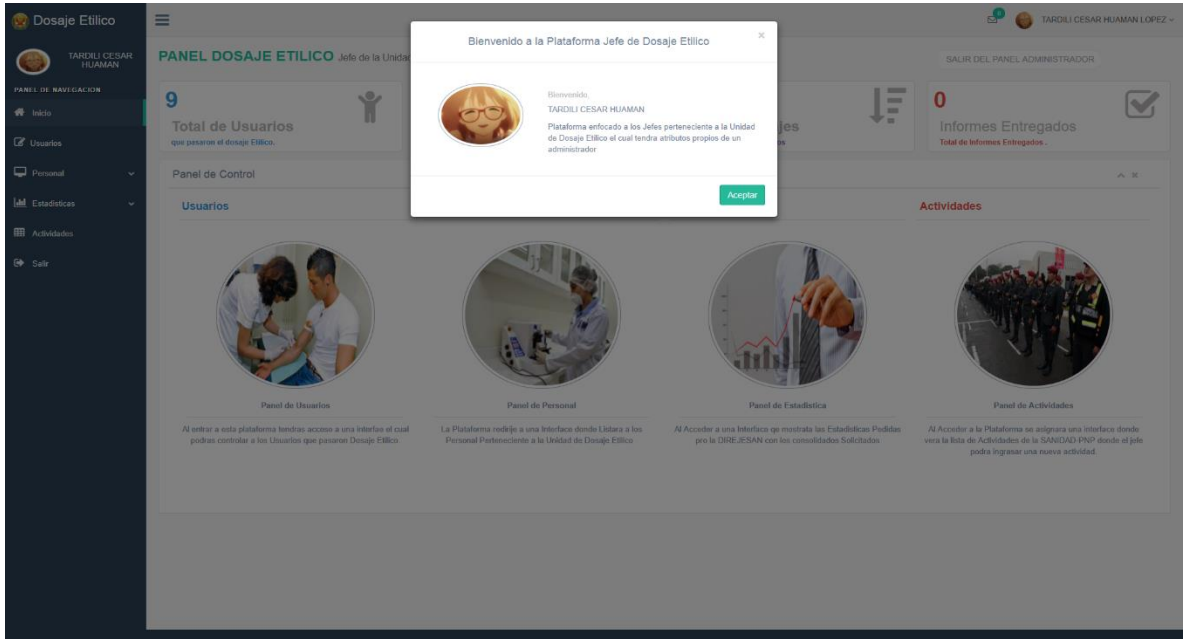 Dosaje Etilico
0
TARDILI CESAR HUAMAN LOPEZ
TARDILI CESAR
HUAMAN
PANEL DE NAVEGACION
Inicio
Usuarios
Personal
Estadisticas
Actividades
Salir
PANEL DOSAJE ETILICO Jefe de la Unidad
SALIR DEL PANEL ADMINISTRADOR
9
Total de Usuarios
que pasaron el dosaje Etilico.
jes
os
0
Informes Entregados
Total de Informes Entregados .
Bienvenido a la Plataforma Jefe de Dosaje Etilico
×
Bienvenido,
TARDILI CESAR HUAMAN
Plataforma enfocado a los Jefes perteneciente a la Unidad
de Dosaje Etilico el cual tendra atributos propios de un
administrador
Aceptar
Panel de Control
Usuarios
Actividades
Panel de Usuarios
Al entrar a esta plataforma tendras acceso a una interfas el cual
podras controlar a los Usuarios que pasaron Dosaje Etilico
Panel de Personal
La Plataforma redirije a una Interface donde Listara a los
Personal Perteneciente a la Unidad de Dosaje Etilico
Panel de Estadistica
Al Acceder a una Interfaca qe mostrata las Estadisticas Pedidas
pro la DIREJESAN con los consolidados Solicitados
Panel de Actividades
Al Acceder a la Plataforma se asignara una interface donde
vera la lista de Actividades de la SANIDAD-PNP donde el jefe
podra ingrasar una nueva actividad.